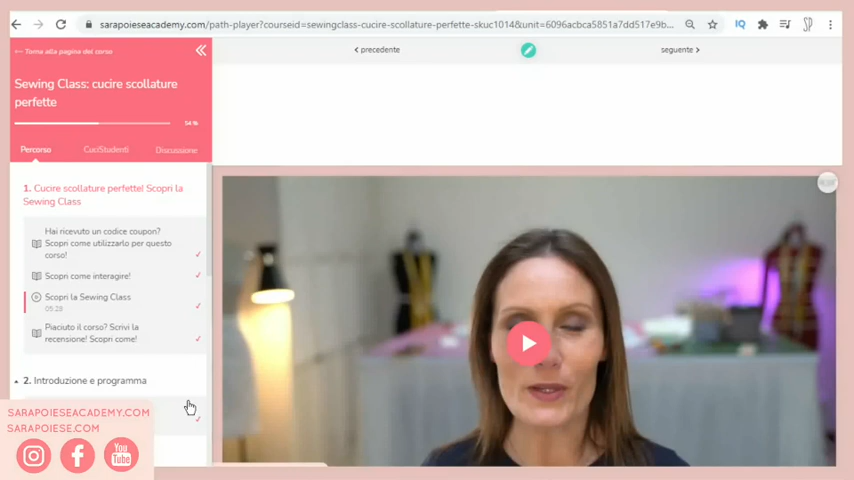 sarapoieseacademy.com/path-player?courseid=sewingclass-cucire-scollature-perfette-skuc1014&unit=6096acbca5851a7dd517e9b...
← Torna alla pagina del corso
Sewing Class: cucire scollature
perfette
54%
Percorso CuciStudenti Discussione
precedente
seguente
1. Cucire scollature perfette! Scopri la
Sewing Class
Hai ricevuto un codice coupon?
Scopri come utilizzarlo per questo
corso!
Scopri come interagire!
Scopri la Sewing Class
Piaciuto il corso? Scrivi la
recensione! Scopri come!
2. Introduzione e programma
SARAPOIESEACADEMY.COM
SARAPOIESE.COM
You
Tube